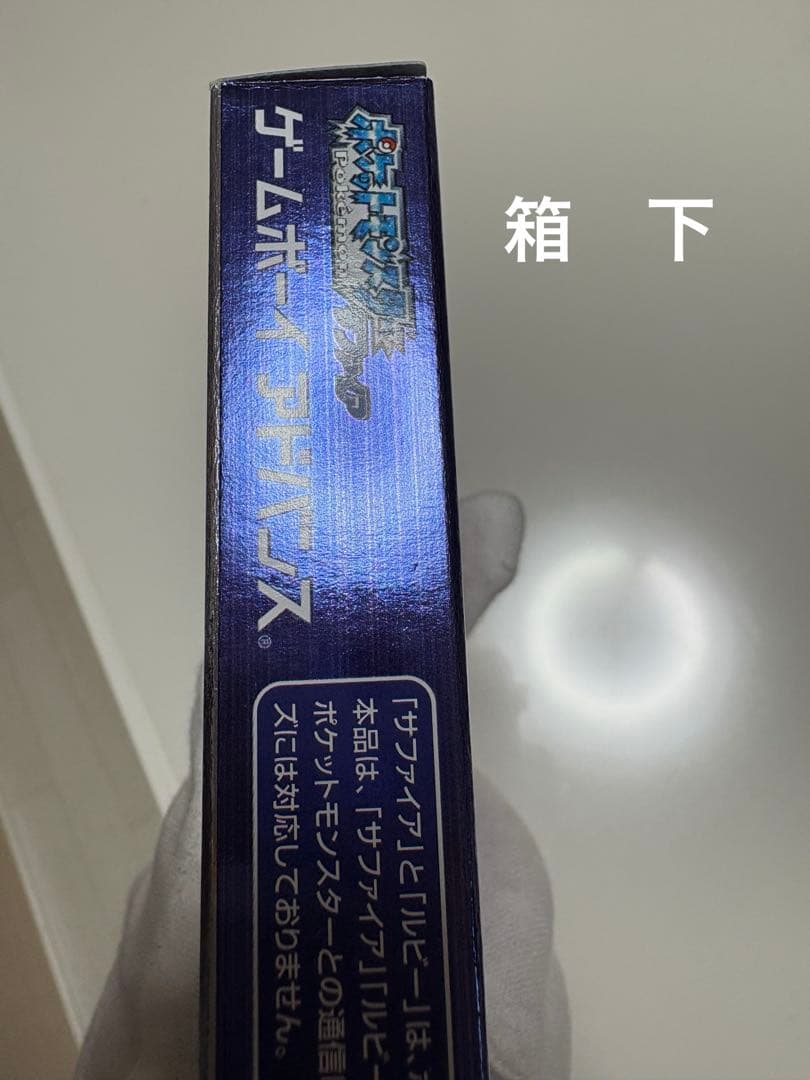 箱 下
ポケットモンスター
POKéMON
サファイア
ゲームボーイアドバンス
「サファイア」と「ルビー」は、
本品は、「サファイア」「ルビー
ポケットモンスターとの通信
ズには対応しておりません。